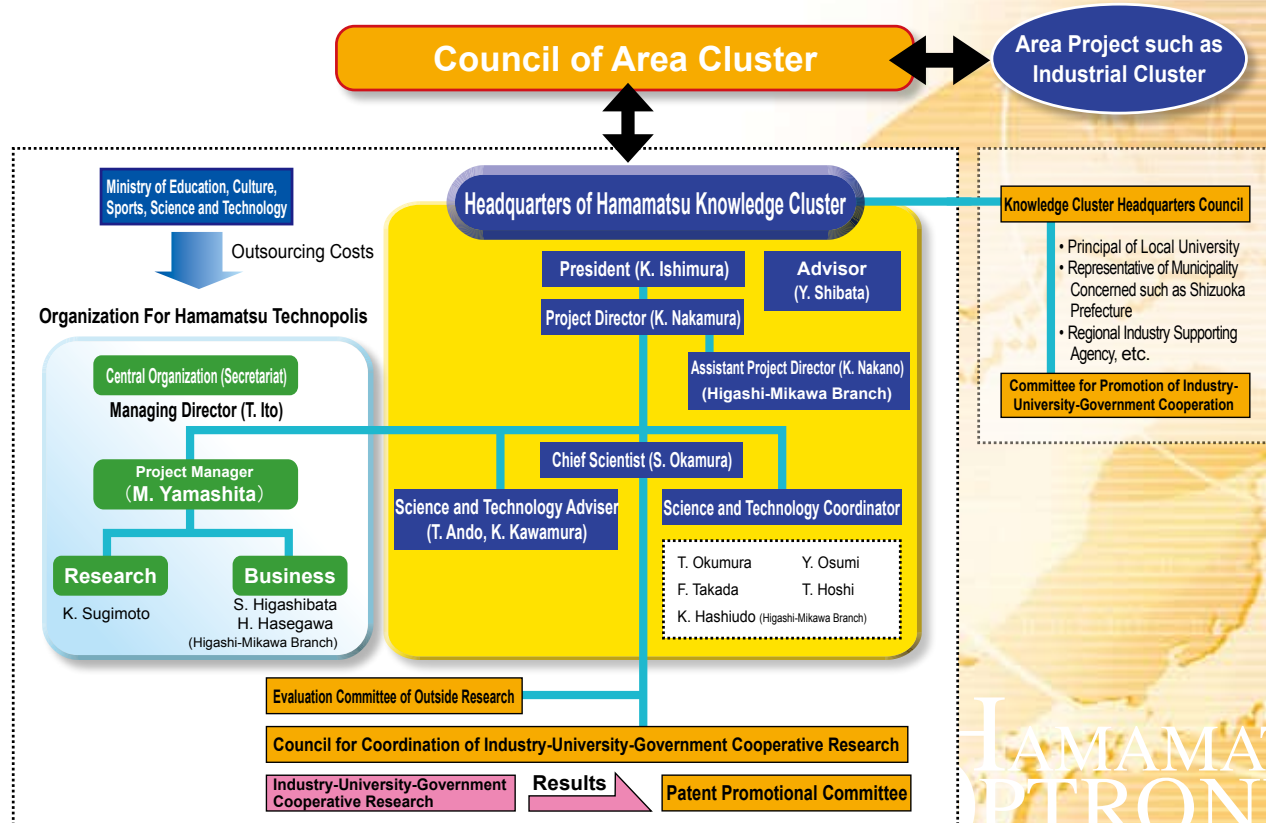 Council of Area Cluster
Area Project such as
Industrial Cluster
Ministry of Education, Culture,
Sports, Science and Technology
Outsourcing Costs
Organization For Hamamatsu Technopolis
Central Organization (Secretariat)
Managing Director (T. Ito)
Project Manager
（M. Yamashita）
Research
K. Sugimoto
Business
S. Higashibata
H. Hasegawa
(Higashi-Mikawa Branch)
Headquarters of Hamamatsu Knowledge Cluster
President (K. Ishimura)
Advisor
(Y. Shibata)
Project Director (K. Nakamura)
Assistant Project Director (K. Nakano)
(Higashi-Mikawa Branch)
Chief Scientist (S. Okamura)
Science and Technology Adviser
(T. Ando, K. Kawamura)
Science and Technology Coordinator
T. Okumura Y. Osumi
F. Takada T. Hoshi
K. Hashiudo (Higashi-Mikawa Branch)
Knowledge Cluster Headquarters Council
• Principal of Local University
• Representative of Municipality
Concerned such as Shizuoka
Prefecture
• Regional Industry Supporting
Agency, etc.
Committee for Promotion of Industry-
University-Government Cooperation
Evaluation Committee of Outside Research
Council for Coordination of Industry-University-Government Cooperative Research
Industry-University-Government
Cooperative Research
Results
Patent Promotional Committee
HAMAMAT
OPTRON